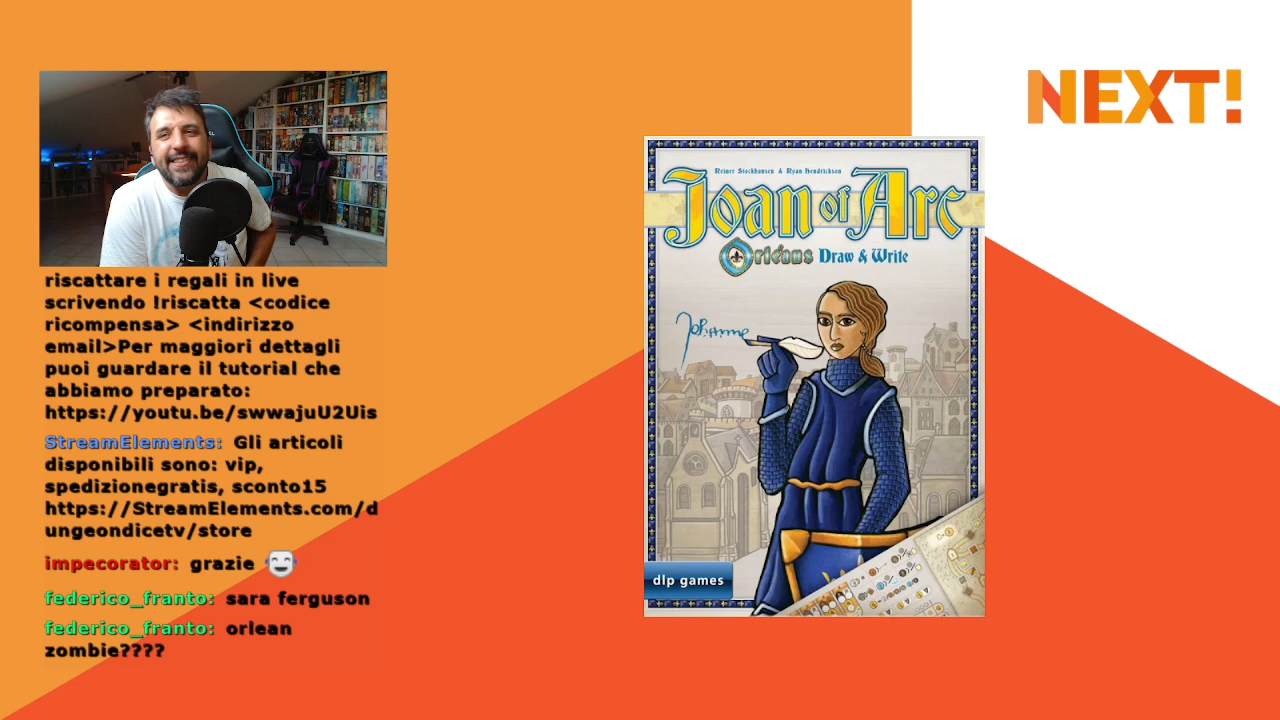 NEXT!
riscattare i regali in live
scrivendo !riscatta <codice
ricompensa> <indirizzo
email>Per maggiori dettagli
puoi guardare il tutorial che
abbiamo preparato:
https://youtu.be/swwajuU2Uis
StreamElements: Gli articoli
disponibili sono: vip,
spedizionegratis, sconto15
https://StreamElements.com/d
ungeondicetv/store
impecorator: grazie
federico_franto: sara ferguson
federico_franto: orlean
zombie????
Reiner Stockhausen & Ryan Hendrickson
Joan of Arc
Orléans Draw & Write
Johanne
dlp games